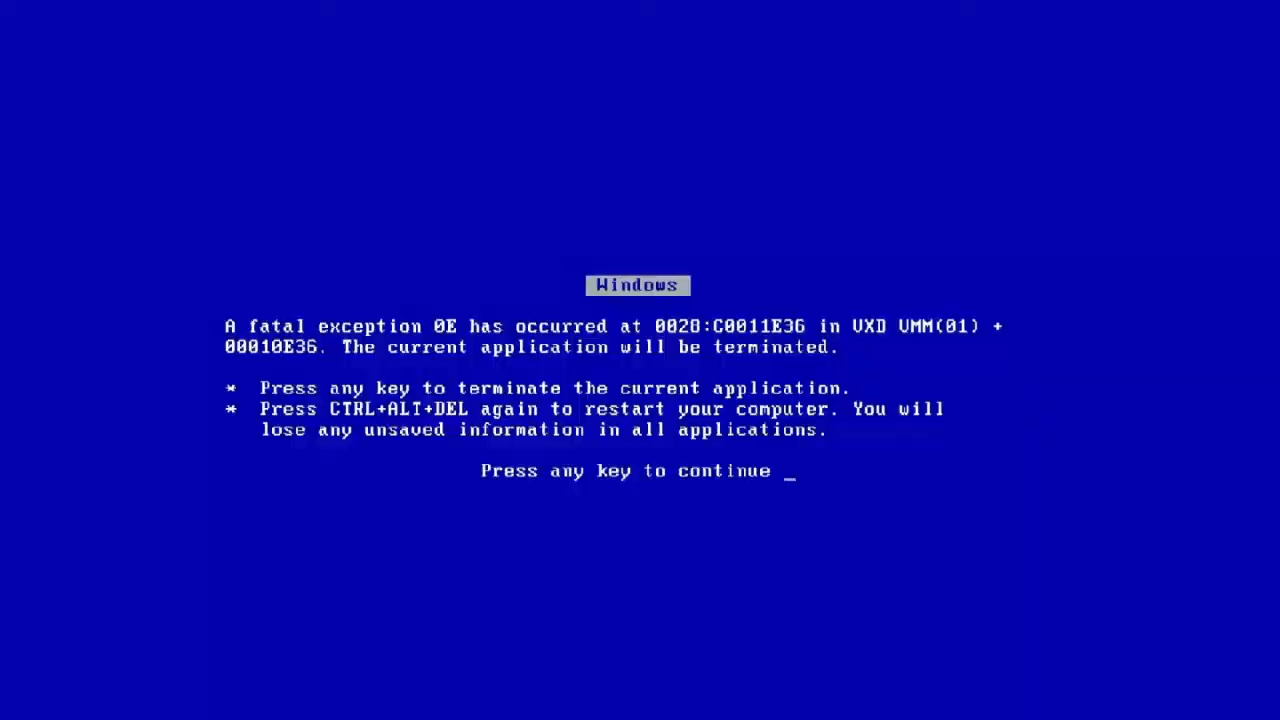 Windows
A fatal exception 0E has occurred at 0028:C0011E36 in VXD VMM(01) +
00010E36. The current application will be terminated.
* Press any key to terminate the current application.
* Press CTRL+ALT+DEL again to restart your computer. You will
lose any unsaved information in all applications.
Press any key to continue _